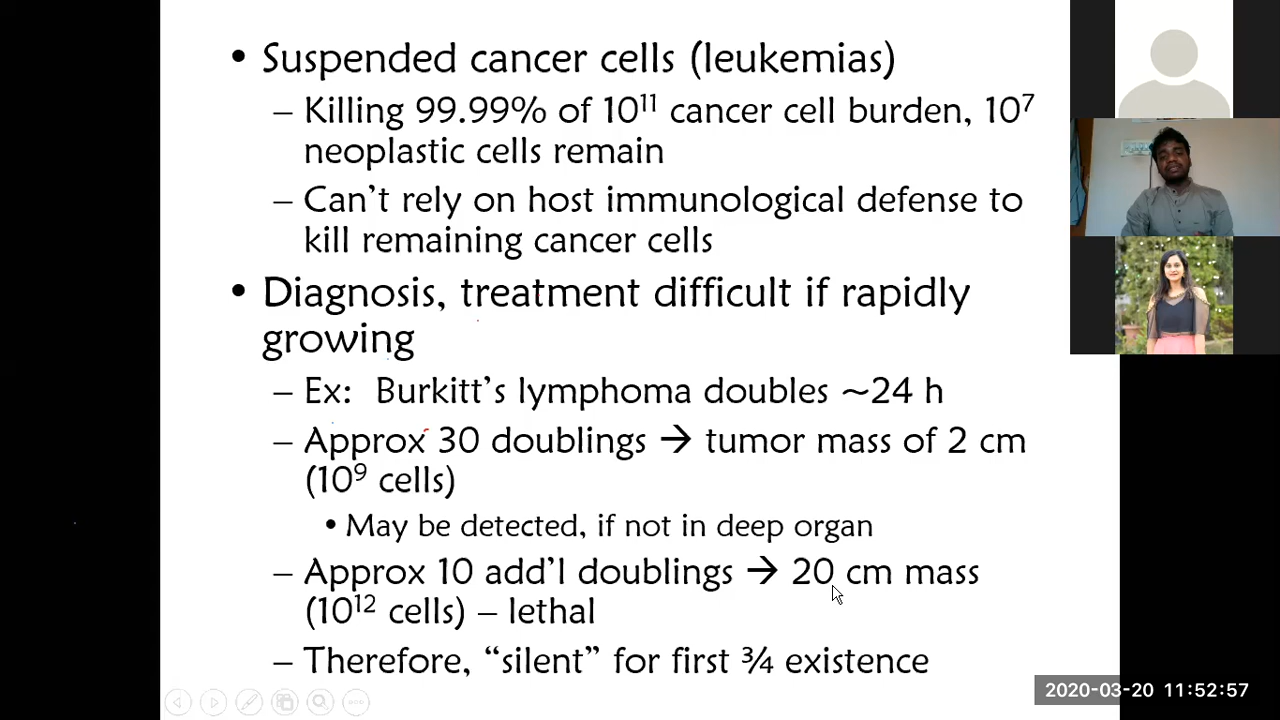 • Suspended cancer cells (leukemias)
– Killing 99.99% of 10¹¹ cancer cell burden, 10⁷
neoplastic cells remain
– Can't rely on host immunological defense to
kill remaining cancer cells
• Diagnosis, treatment difficult if rapidly
growing
– Ex: Burkitt's lymphoma doubles ~24 h
– Approx 30 doublings → tumor mass of 2 cm
(10⁹ cells)
• May be detected, if not in deep organ
– Approx 10 add'l doublings → 20 cm mass
(10¹² cells) – lethal
– Therefore, "silent" for first ¾ existence
2020-03-20 11:52:57